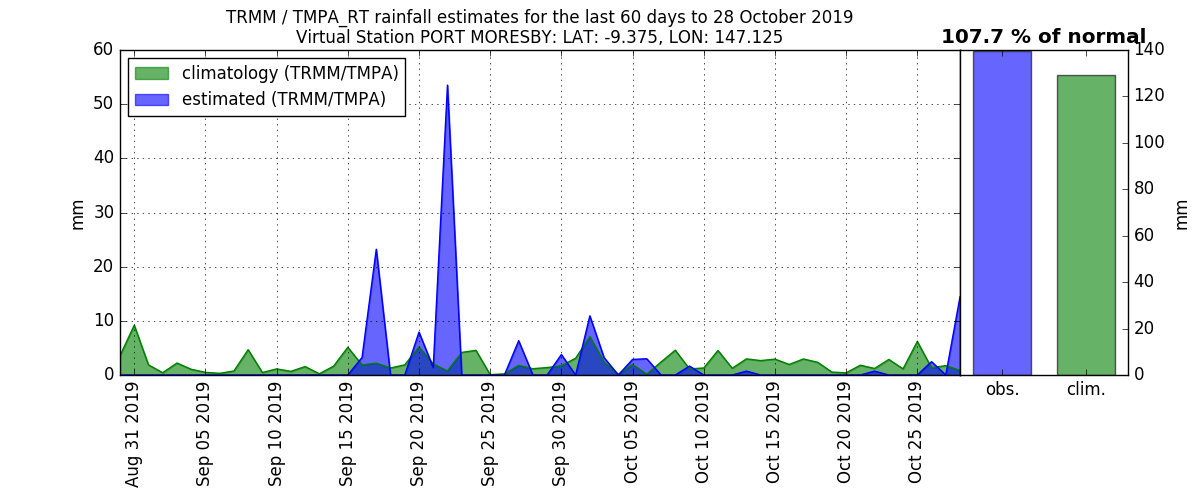 TRMM / TMPA_RT rainfall estimates for the last 60 days to 28 October 2019
Virtual Station PORT MORESBY: LAT: -9.375, LON: 147.125
107.7 % of normal
climatology (TRMM/TMPA)
estimated (TRMM/TMPA)
mm
60
50
40
30
20
10
0
Aug 31 2019
Sep 05 2019
Sep 10 2019
Sep 15 2019
Sep 20 2019
Sep 25 2019
Sep 30 2019
Oct 05 2019
Oct 10 2019
Oct 15 2019
Oct 20 2019
Oct 25 2019
obs.
clim.
140
120
100
80
60
40
20
0
mm